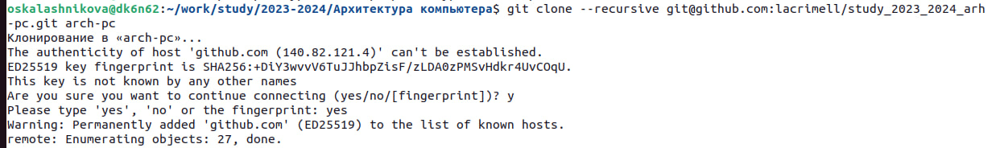 oskalashnikova@dk6n62:~/work/study/2023-2024/Архитектура компьютера$ git clone --recursive git@github.com:lacrimell/study_2023_2024_arh
-pc.git arch-pc
Клонирование в «arch-pc»...
The authenticity of host 'github.com (140.82.121.4)' can't be established.
ED25519 key fingerprint is SHA256:+DiY3wvvV6TuJJhbpZisF/zLDA0zPMSvHdkr4UvCOqU.
This key is not known by any other names
Are you sure you want to continue connecting (yes/no/[fingerprint])? y
Please type 'yes', 'no' or the fingerprint: yes
Warning: Permanently added 'github.com' (ED25519) to the list of known hosts.
remote: Enumerating objects: 27, done.